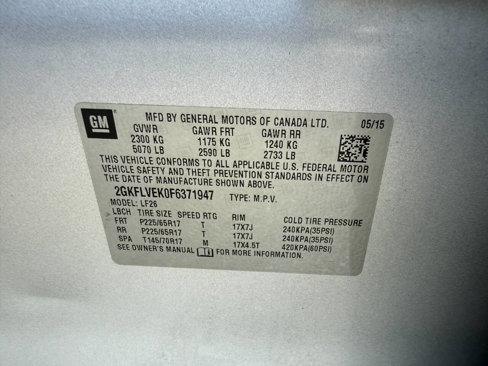 GM
MFD BY GENERAL MOTORS OF CANADA LTD. 05/15
GVWR GAWR FRT GAWR RR
2300 KG 1175 KG 1240 KG
5070 LB 2590 LB 2733 LB
THIS VEHICLE CONFORMS TO ALL APPLICABLE U.S. FEDERAL MOTOR
VEHICLE SAFETY AND THEFT PREVENTION STANDARDS IN EFFECT ON
THE DATE OF MANUFACTURE SHOWN ABOVE.
2GKFLVEK0F6371947 TYPE: M.P.V.
MODEL: LF26
LBCH TIRE SIZE SPEED RTG RIM COLD TIRE PRESSURE
FRT P225/65R17 T 17X7J 240KPA(35PSI)
RR P225/65R17 T 17X7J 240KPA(35PSI)
SPA T145/70R17 M 17X4.5T 420KPA(60PSI)
SEE OWNER'S MANUAL FOR MORE INFORMATION.